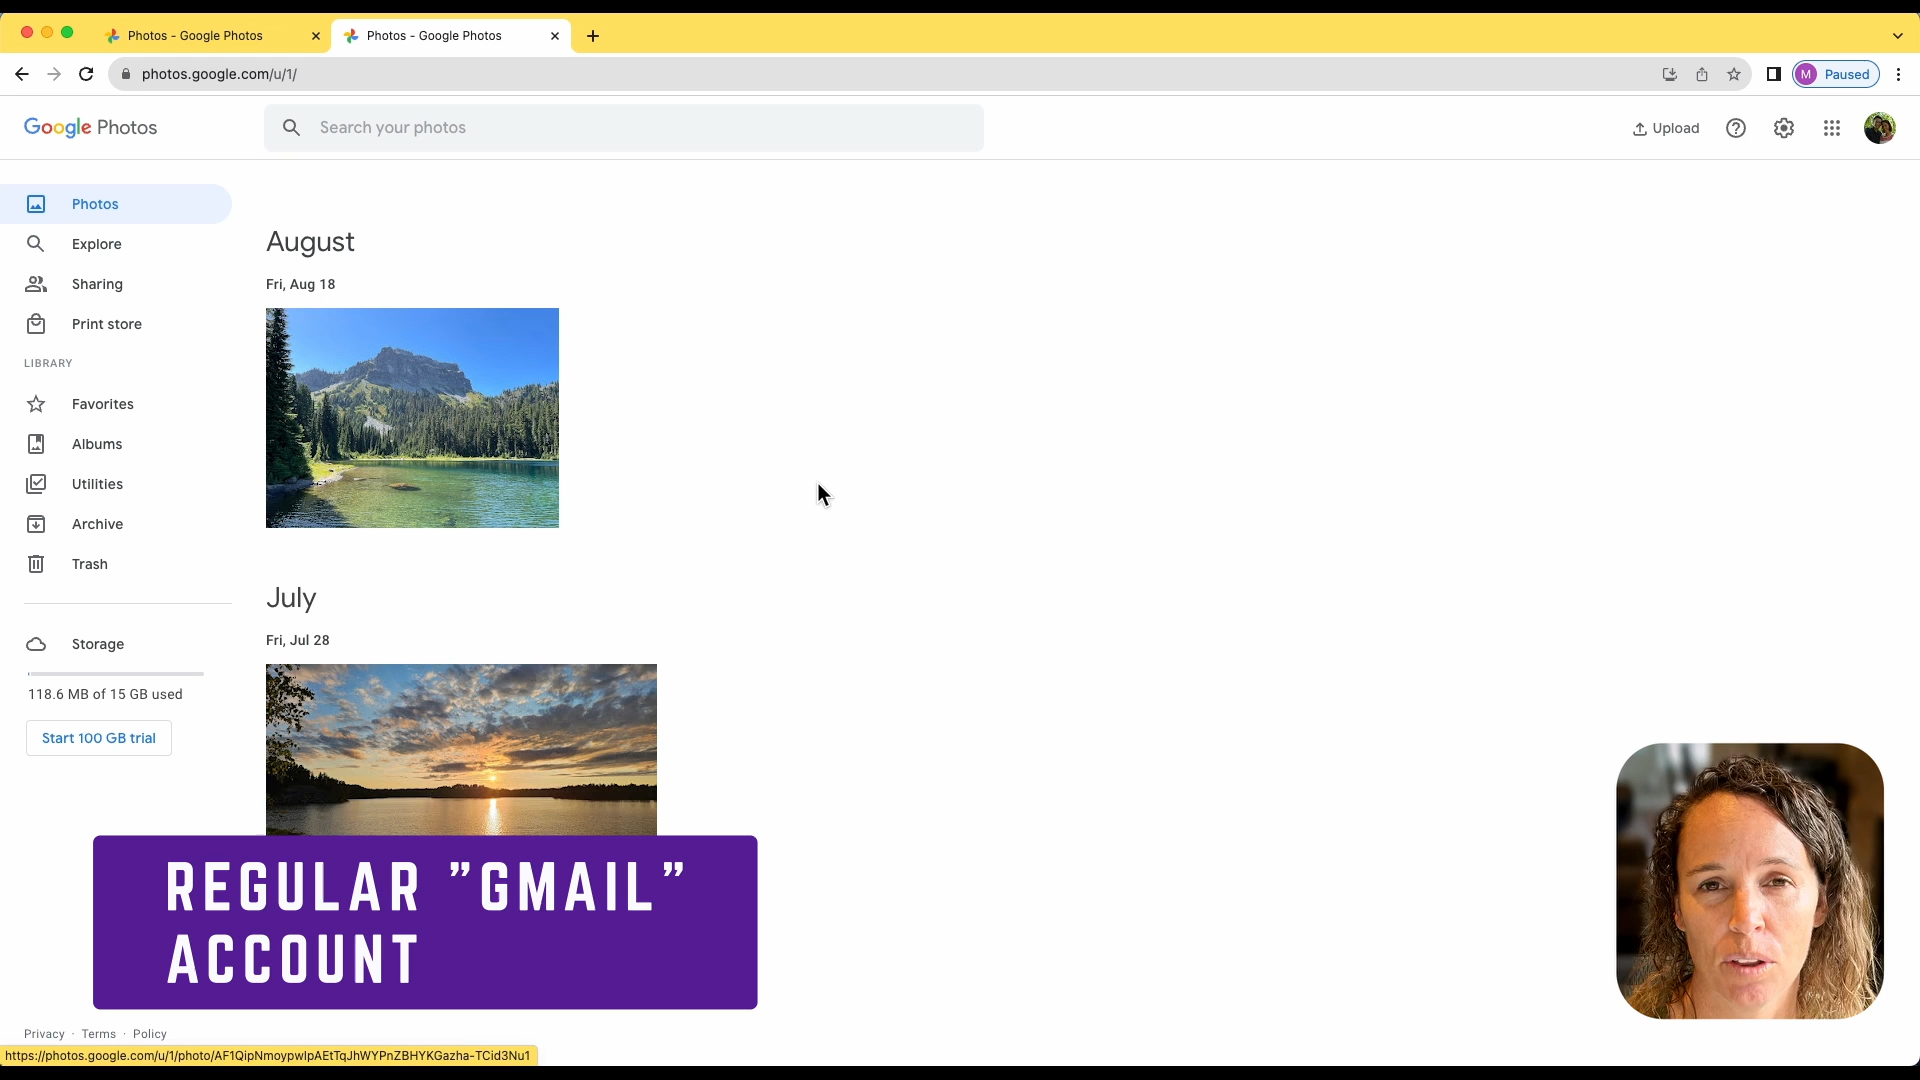 Photos - Google Photos
Photos - Google Photos
photos.google.com/u/1/
M Paused
Google Photos
Search your photos
Upload
Photos
Explore
Sharing
Print store
LIBRARY
Favorites
Albums
Utilities
Archive
Trash
Storage
118.6 MB of 15 GB used
Start 100 GB trial
August
Fri, Aug 18
July
Fri, Jul 28
REGULAR "GMAIL"
ACCOUNT
Privacy · Terms · Policy
https://photos.google.com/u/1/photo/AF1QipNmoypwlpAEtTqJhWYPnZBHYKGazha-TCid3Nu1